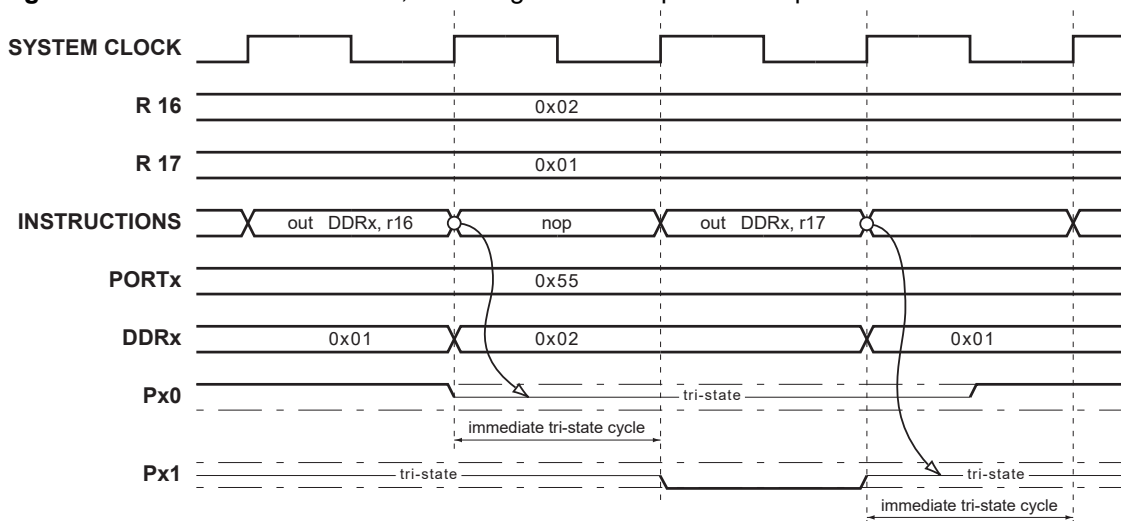 SYSTEM CLOCK
R 16
0x02
R 17
0x01
INSTRUCTIONS
out DDRx, r16
nop
out DDRx, r17
PORTx
0x55
DDRx
0x01
0x02
0x01
Px0
tri-state
immediate tri-state cycle
Px1
tri-state
tri-state
immediate tri-state cycle